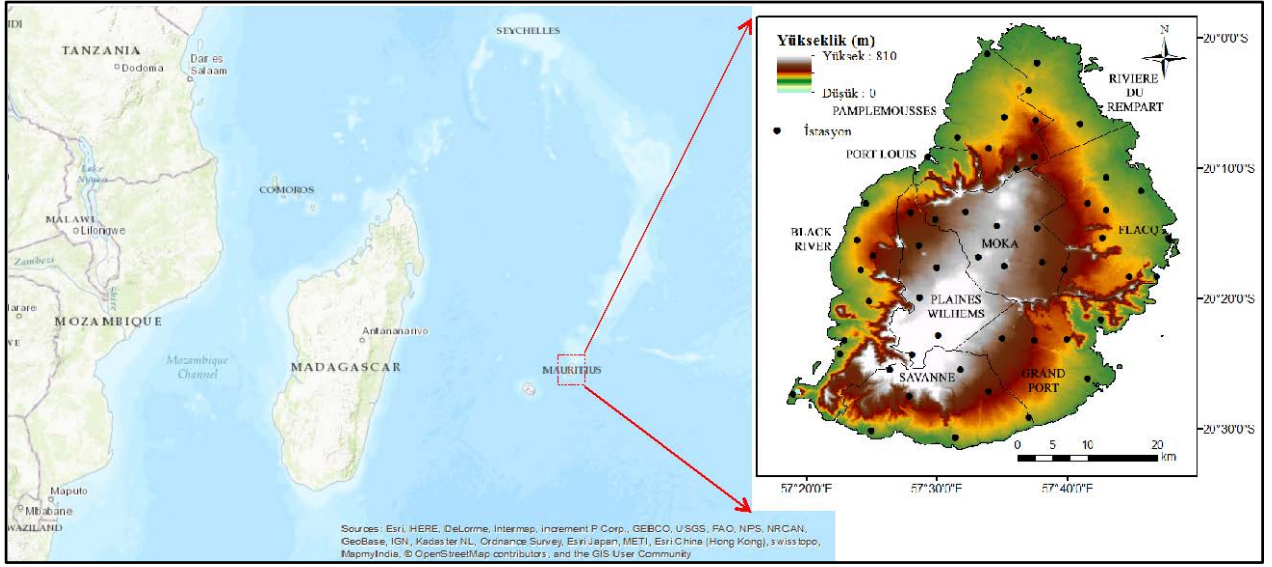 SEYCHELLES
TANZANIA
Dodoma
Dar es
Salaam
COMOROS
Lake
Nyasa
MALAWI
Lilongwe
Zambezi
Shire
MOZAMBIQUE
Mozambique
Channel
Antananarivo
MADAGASCAR
MAURITIUS
Maputo
Mbabane
WAZILAND
Sources: Esri, HERE, DeLorme, Intermap, increment P Corp., GEBCO, USGS, FAO, NPS, NRCAN,
GeoBase, IGN, Kadaster NL, Ordnance Survey, Esri Japan, METI, Esri China (Hong Kong), swisstopo,
MapmyIndia, © OpenStreetMap contributors, and the GIS User Community
Yükseklik (m)
Yüksek : 810
Düşük : 0
İstasyon
N
RIVIERE
DU
REMPART
PAMPLEMOUSSES
PORT LOUIS
BLACK
RIVER
MOKA
FLACQ
PLAINES
WILHEMS
SAVANNE
GRAND
PORT
0 5 10 20
km
20°0'0"S
20°10'0"S
20°20'0"S
20°30'0"S
57°20'0"E
57°30'0"E
57°40'0"E